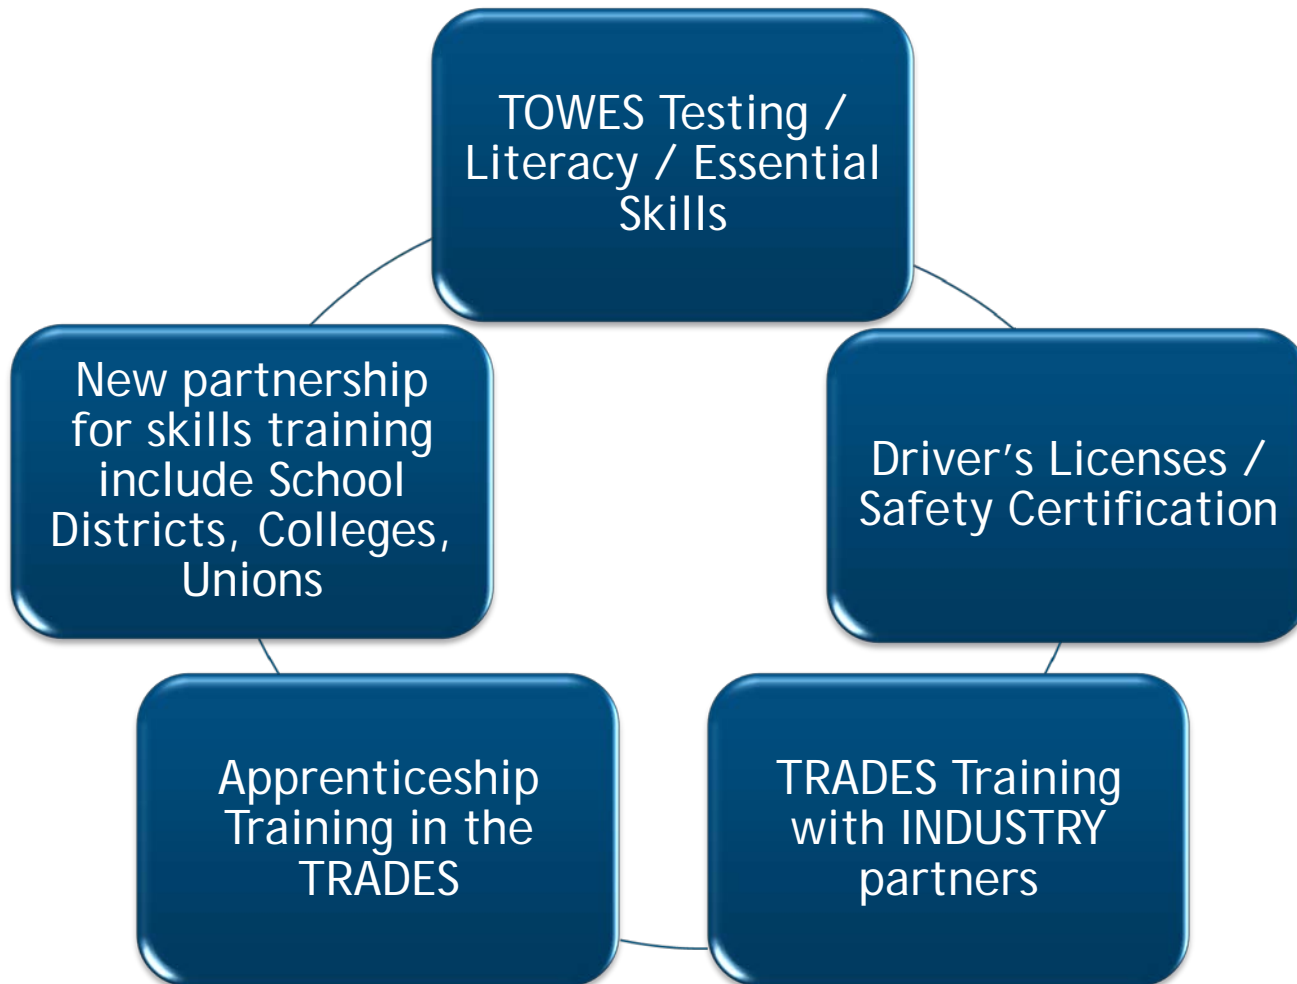 TOWES Testing /
Literacy / Essential
Skills
New partnership
for skills training
include School
Districts, Colleges,
Unions
Driver’s Licenses /
Safety Certification
Apprenticeship
Training in the
TRADES
TRADES Training
with INDUSTRY
partners